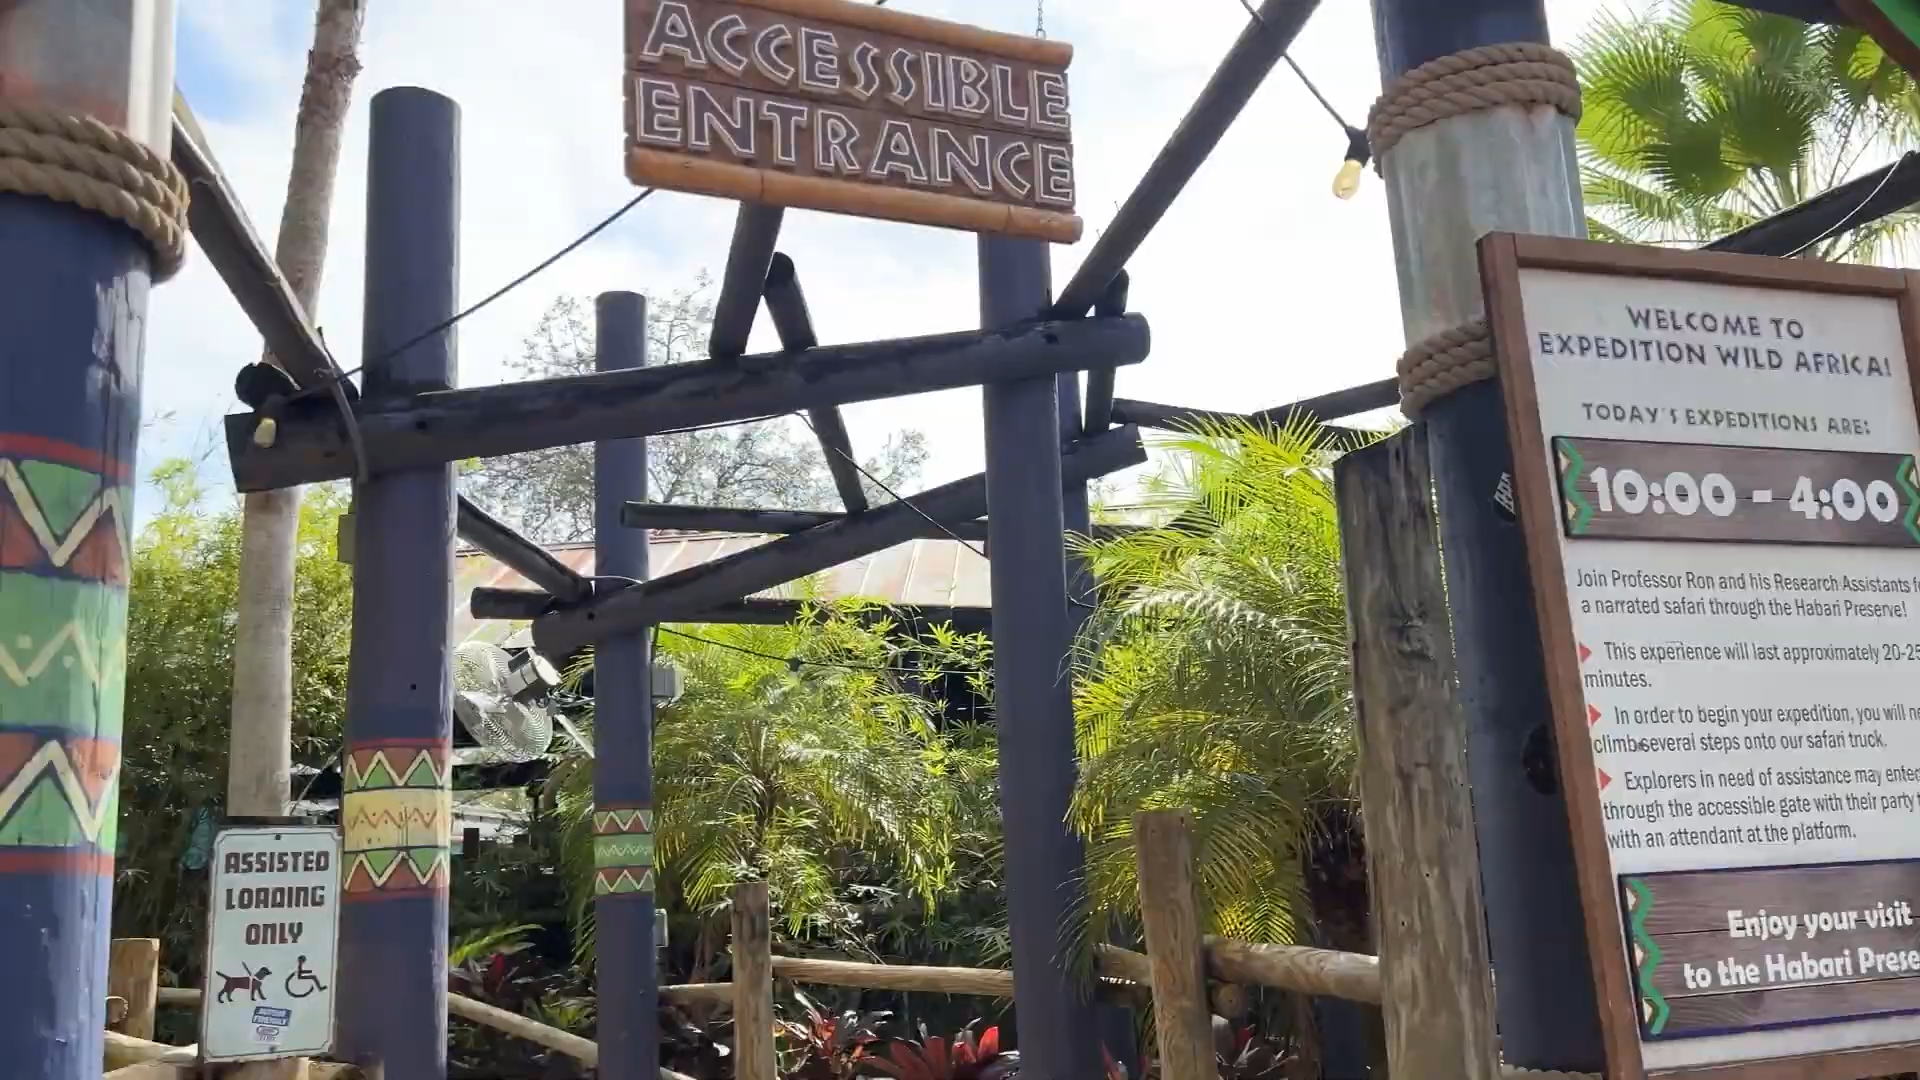 ACCESSIBLE
ENTRANCE
WELCOME TO
EXPEDITION WILD AFRICA!
TODAY'S EXPEDITIONS ARE:
10:00 - 4:00
Join Professor Ron and his Research Assistants
a narrated safari through the Habari Preserve!
This experience will last approximately 20-25
minutes.
In order to begin your expedition, you will
climb several steps onto our safari truck.
Explorers in need of assistance may enter
through the accessible gate with their party
with an attendant at the platform.
Enjoy your visit
to the Habari
ASSISTED
LOADING
ONLY